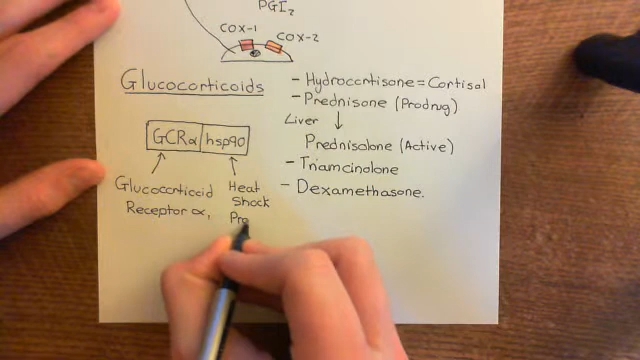 PGI₂
COX-1
COX-2
Glucocorticoids
- Hydrocortisone = Cortisol
- Prednisone (Prodrug)
Liver
Prednisolone (Active)
- Triamcinolone
- Dexamethasone.
GCRα hsp90
Glucocorticoid
Receptor α,
Heat
Shock
Pro